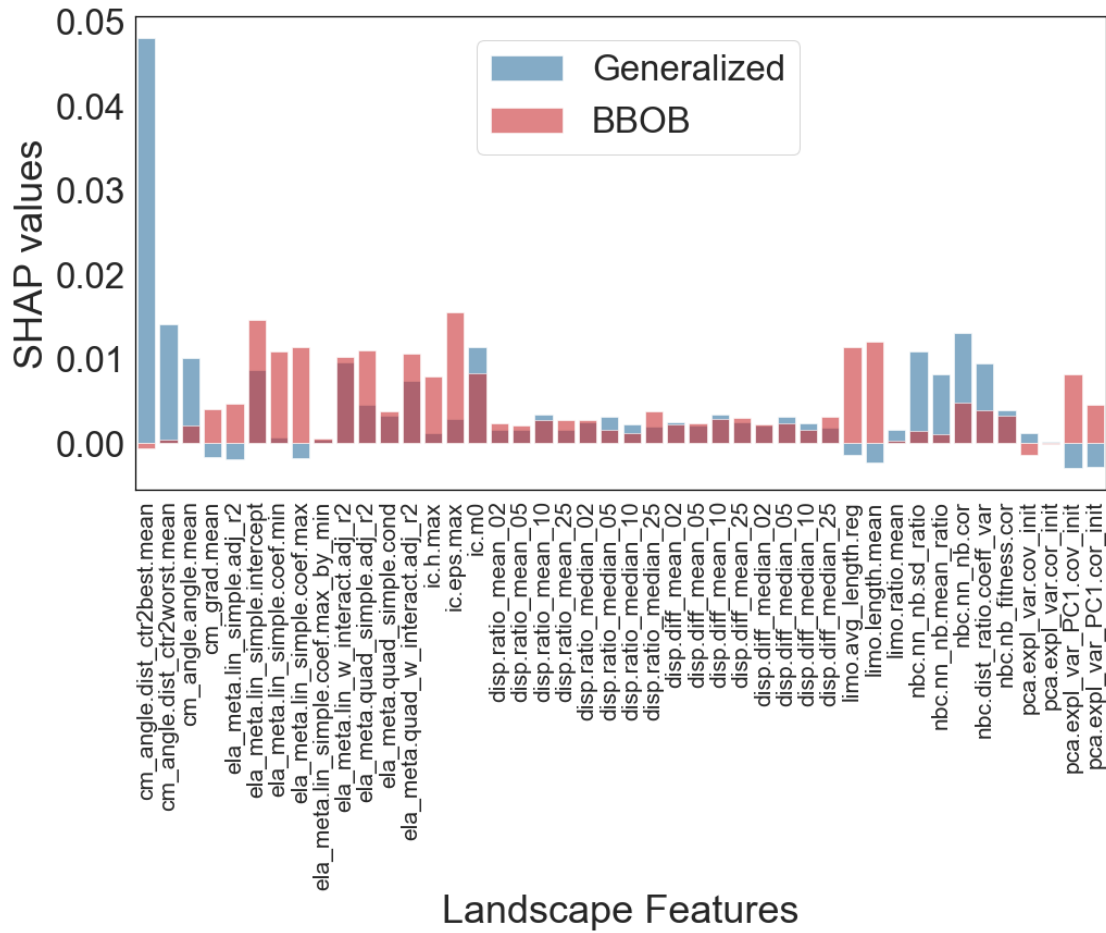 0.05
0.04
0.03
0.02
0.01
0.00
SHAP values
Generalized
BBOB
cm_angle.dist_ctr2best.mean
cm_angle.dist_ctr2worst.mean
cm_angle.angle.mean
cm_grad.mean
ela_meta.lin_simple.adj_r2
ela_meta.lin_simple.intercept
ela_meta.lin_simple.coef.min
ela_meta.lin_simple.coef.max
ela_meta.lin_simple.coef.max_by_min
ela_meta.lin_w_interact.adj_r2
ela_meta.quad_simple.adj_r2
ela_meta.quad_simple.cond
ela_meta.quad_w_interact.adj_r2
ic.h.max
ic.eps.max
ic.m0
disp.ratio_mean_02
disp.ratio_mean_05
disp.ratio_mean_10
disp.ratio_mean_25
disp.ratio_median_02
disp.ratio_median_05
disp.ratio_median_10
disp.ratio_median_25
disp.diff_mean_02
disp.diff_mean_05
disp.diff_mean_10
disp.diff_mean_25
disp.diff_median_02
disp.diff_median_05
disp.diff_median_10
disp.diff_median_25
limo.avg_length.reg
limo.length.mean
limo.ratio.mean
nbc.nn_nb.sd_ratio
nbc.nn_nb.mean_ratio
nbc.nn_nb.cor
nbc.dist_ratio.coeff_var
nbc.nb_fitness.cor
pca.expl_var.cov_init
pca.expl_var.cor_init
pca.expl_var_PC1.cov_init
pca.expl_var_PC1.cor_init
Landscape Features